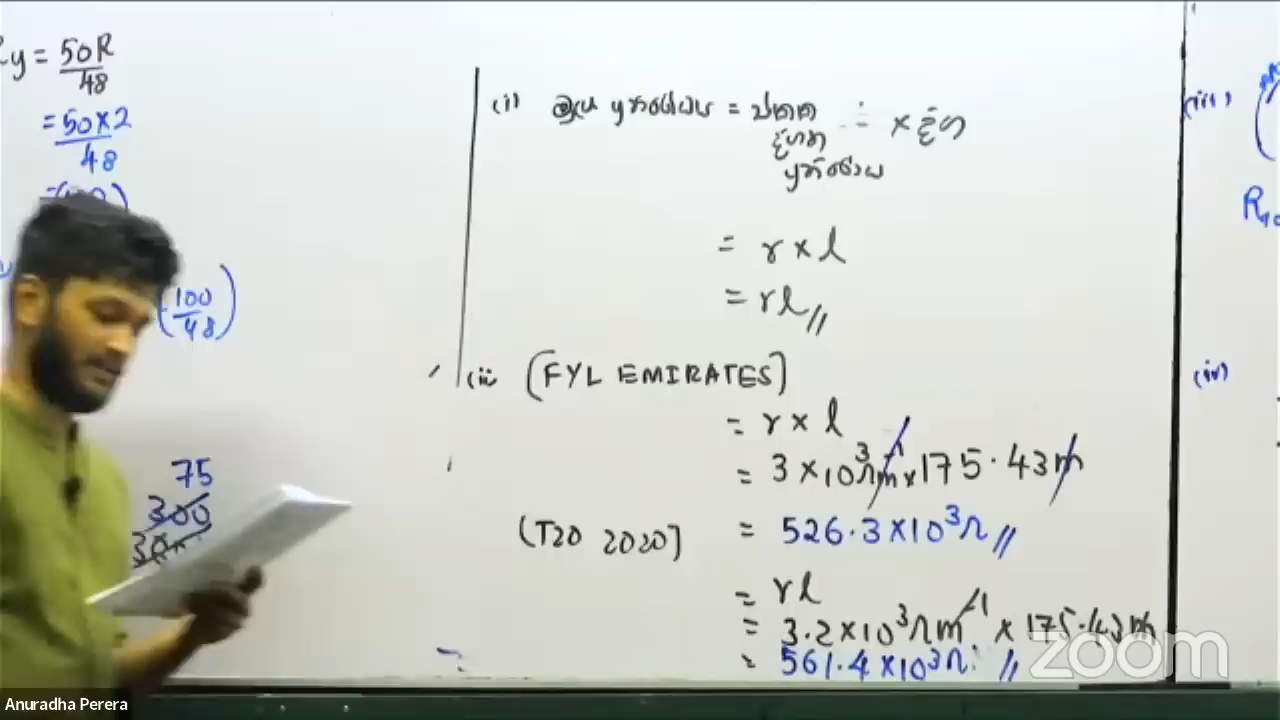 y = 50R
48
= 50×2
48
(100
48)
75
300
300
(i) මුළු ප්‍රතිරෝධය = ඒකක ÷ × දිග
දිගක
ප්‍රතිරෝධය
= r × l
= rl //
(ii (FYL EMIRATES)
= r × l
= 3 × 10³Ωm⁻¹ × 175.43m
(T20 2020) = 526.3 × 10³Ω //
= rl
= 3.2 × 10³Ωm⁻¹ × 175.43m
= 561.4 × 10³Ω //
(iii)
(iv)
zoom
Anuradha Perera